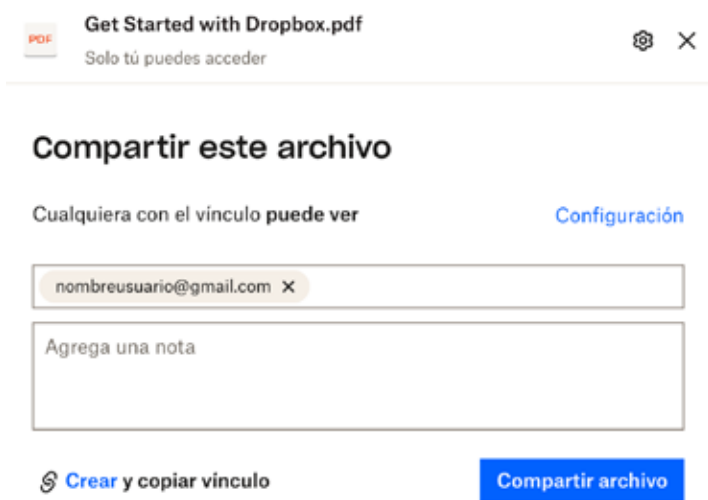 PDF
Get Started with Dropbox.pdf
Solo tú puedes acceder
Compartir este archivo
Cualquiera con el vínculo puede ver
Configuración
nombreusuario@gmail.com
Agrega una nota
Crear y copiar vínculo
Compartir archivo